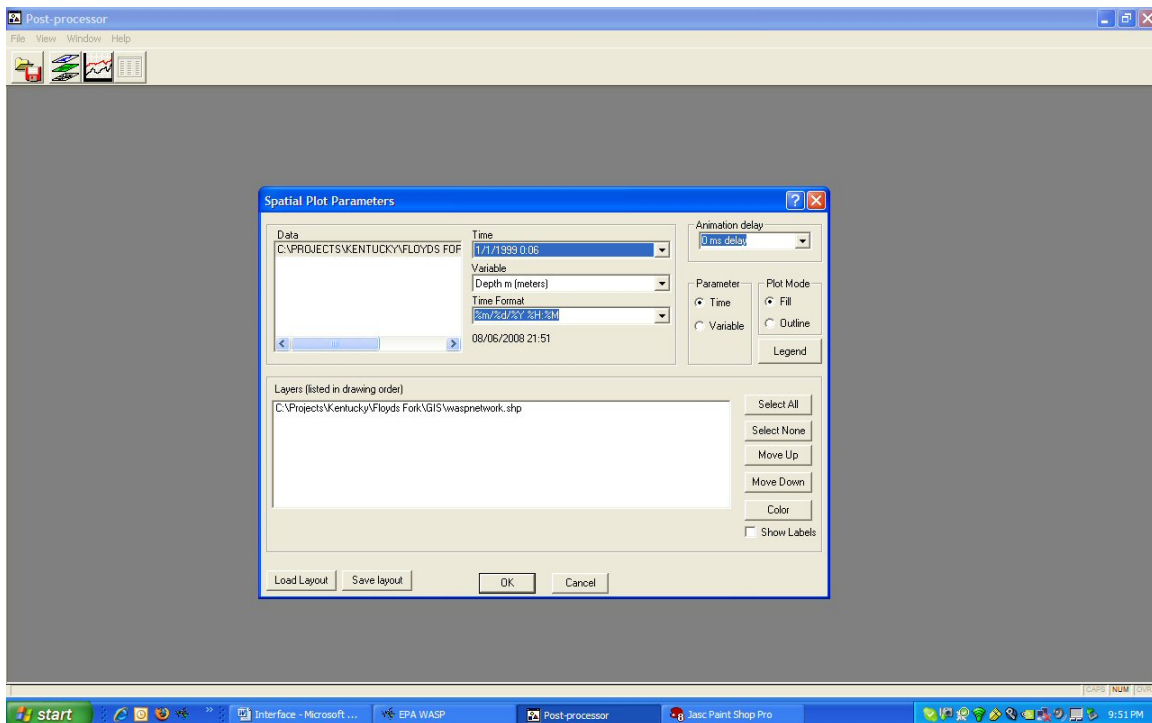 Post-processor
File View Window Help
Spatial Plot Parameters
Data
C:\PROJECTS\KENTUCKY\FLOYDS FOR
Time
1/1/1999 0:06
Variable
Depth m (meters)
Time Format
%m/%d/%Y %H:%M
08/06/2008 21:51
Animation delay
0 ms delay
Parameter
Time
Variable
Plot Mode
Fill
Outline
Legend
Layers (listed in drawing order)
C:\Projects\Kentucky\Floyds Fork\GIS\waspnetwork.shp
Select All
Select None
Move Up
Move Down
Color
Show Labels
Load Layout Save layout OK Cancel
CAPS NUM OVR
start Interface - Microsoft ... EPA WASP Post-processor Jasc Paint Shop Pro 9:51 PM